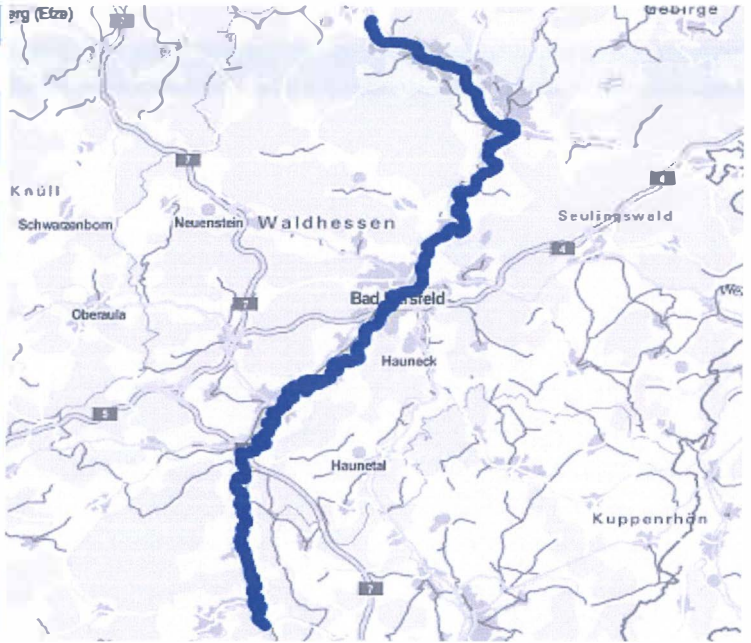 erg (Efze)
Gebirge
7
4
Knüll
Schwarzenborn
Neuenstein
Waldhessen
Seulingswald
4
7
Bad
Oberaula
Hauneck
5
Haunetal
Kuppenrhön
7